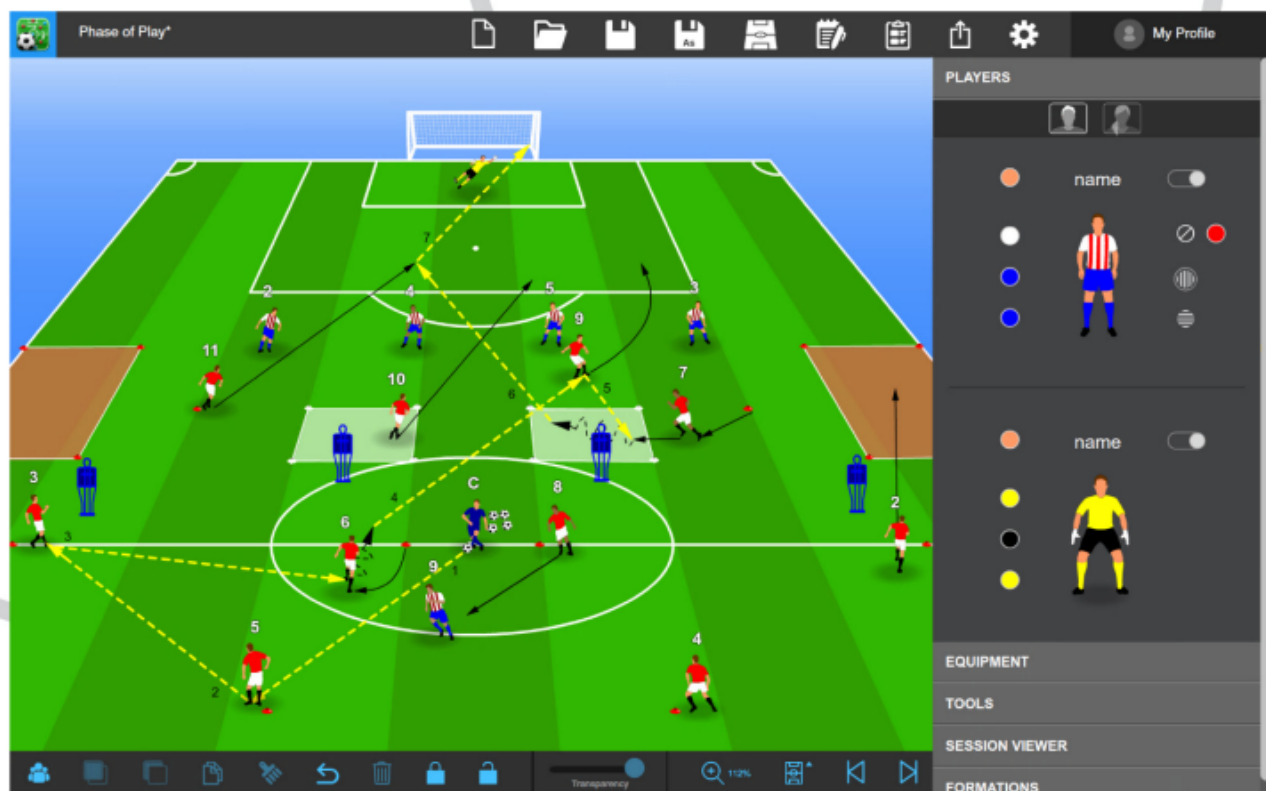 Phase of Play*
As
My Profile
PLAYERS
name
name
EQUIPMENT
TOOLS
SESSION VIEWER
FORMATIONS
7
2
4
5
3
9
11
10
6
5
7
3
4
C
8
2
6
3
9
1
5
4
2
Transparency
112%